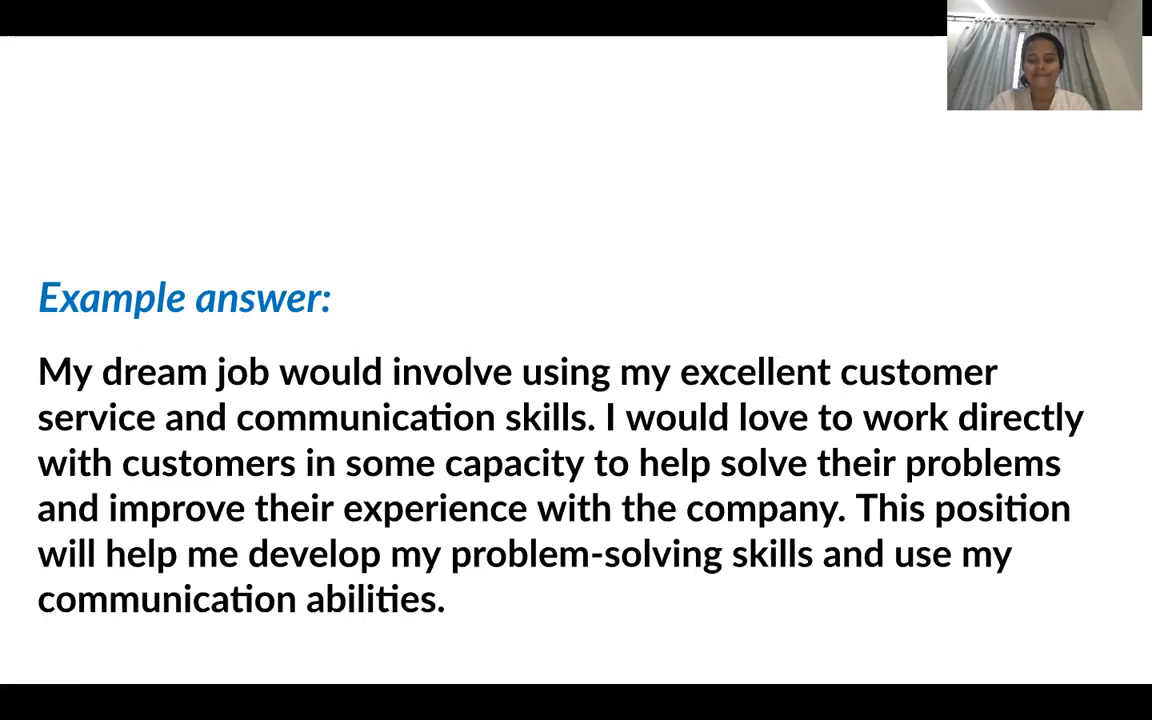 Example answer:
My dream job would involve using my excellent customer
service and communication skills. I would love to work directly
with customers in some capacity to help solve their problems
and improve their experience with the company. This position
will help me develop my problem-solving skills and use my
communication abilities.